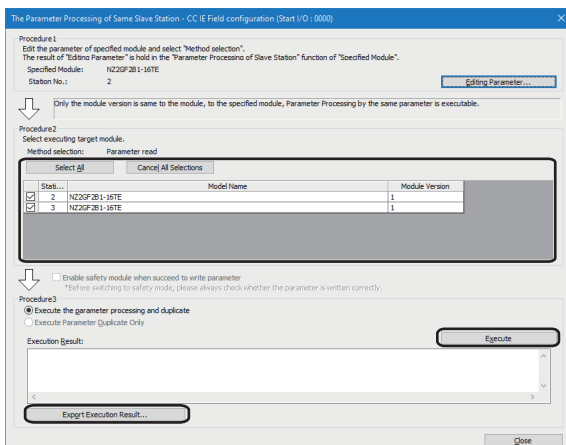 The Parameter Processing of Same Slave Station - CC IE Field configuration (Start I/O : 0000)
Procedure1
Edit the parameter of specified module and select "Method selection".
The result of "Editing Parameter" is hold in the "Parameter Processing of Slave Station" function of "Specified Module".
Specified Module: NZ2GF2B1-16TE
Station No.: 2
Editing Parameter...
Only the module version is same to the module, to the specified module, Parameter Processing by the same parameter is executable.
Procedure2
Select executing target module.
Method selection: Parameter read
Select All Cancel All Selections
Stati... Model Name Module Version
2 NZ2GF2B1-16TE 1
3 NZ2GF2B1-16TE 1
Enable safety module when succeed to write parameter
*Before switching to safety mode, please always check whether the parameter is written correctly.
Procedure3
Execute the parameter processing and duplicate
Execute Parameter Duplicate Only
Execution Result:
Execute
Export Execution Result...
Close